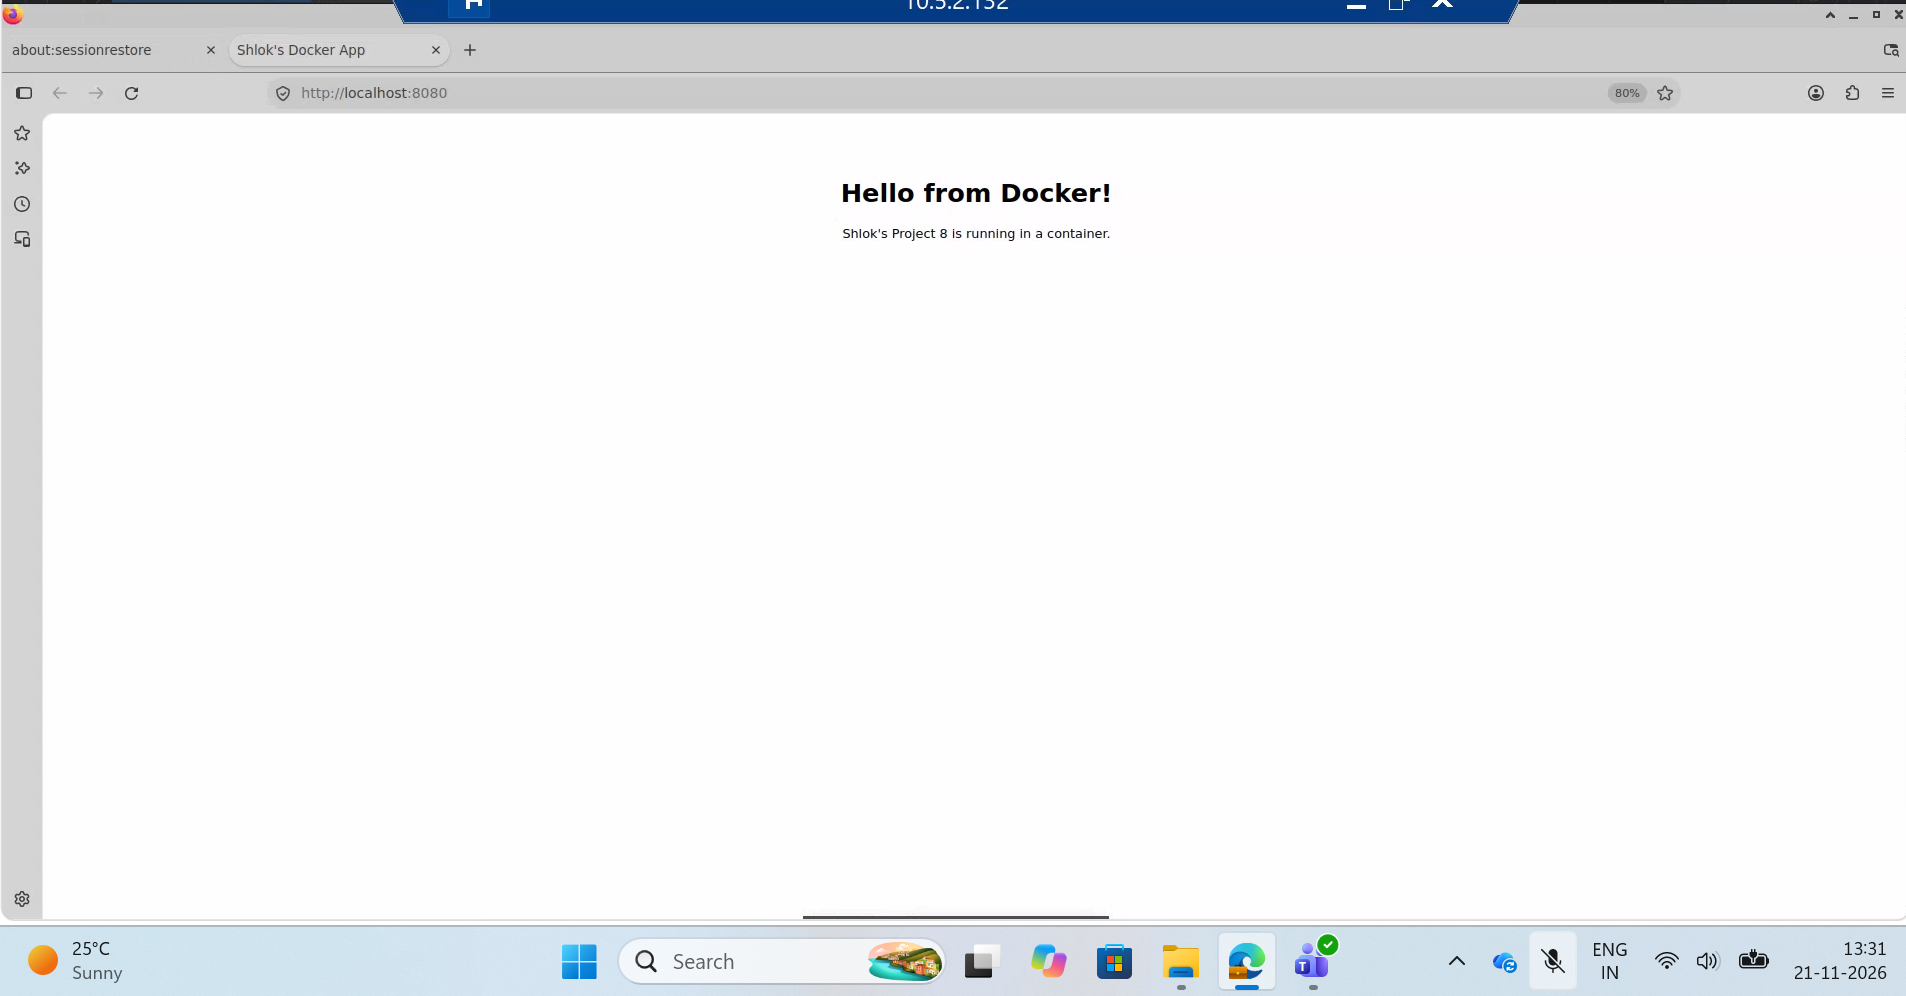 10.5.2.132
about:sessionrestore
Shlok's Docker App
http://localhost:8080
80%
Hello from Docker!
Shlok's Project 8 is running in a container.
25°C
Sunny
Search
T
ENG
IN
13:31
21-11-2026